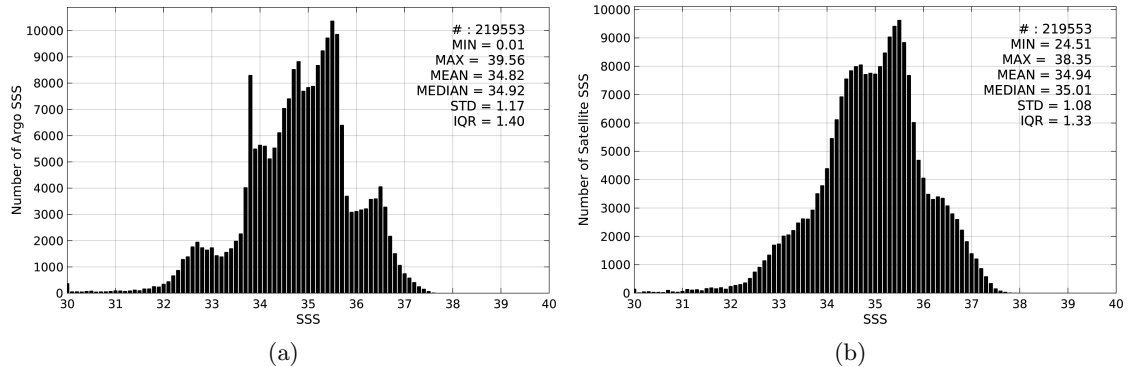 10000
9000
8000
7000
6000
5000
4000
3000
2000
1000
0
Number of Argo SSS
# : 219553
MIN = 0.01
MAX = 39.56
MEAN = 34.82
MEDIAN = 34.92
STD = 1.17
IQR = 1.40
30 31 32 33 34 35 36 37 38 39 40
SSS
(a)
10000
9000
8000
7000
6000
5000
4000
3000
2000
1000
0
Number of Satellite SSS
# : 219553
MIN = 24.51
MAX = 38.35
MEAN = 34.94
MEDIAN = 35.01
STD = 1.08
IQR = 1.33
30 31 32 33 34 35 36 37 38 39 40
SSS
(b)